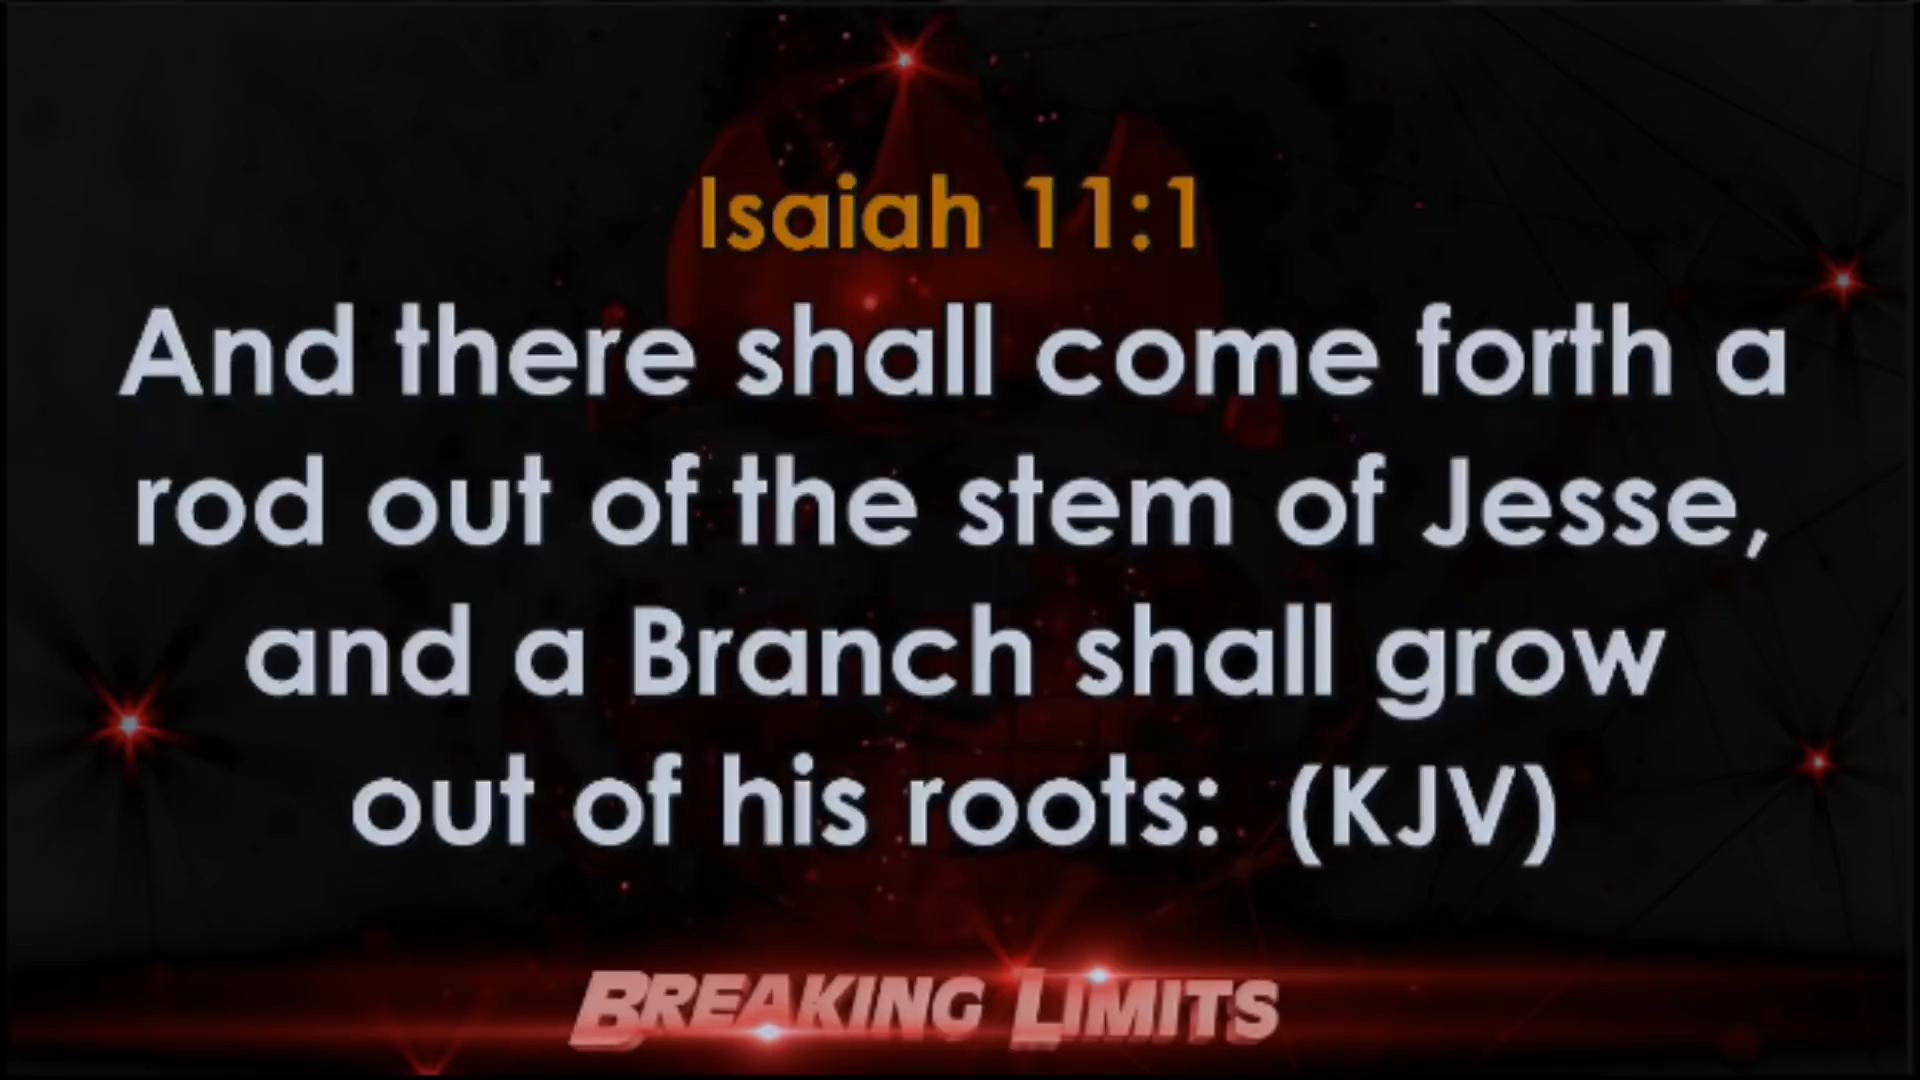 Isaiah 11:1
And there shall come forth a
rod out of the stem of Jesse,
and a Branch shall grow
out of his roots: (KJV)
BREAKING LIMITS